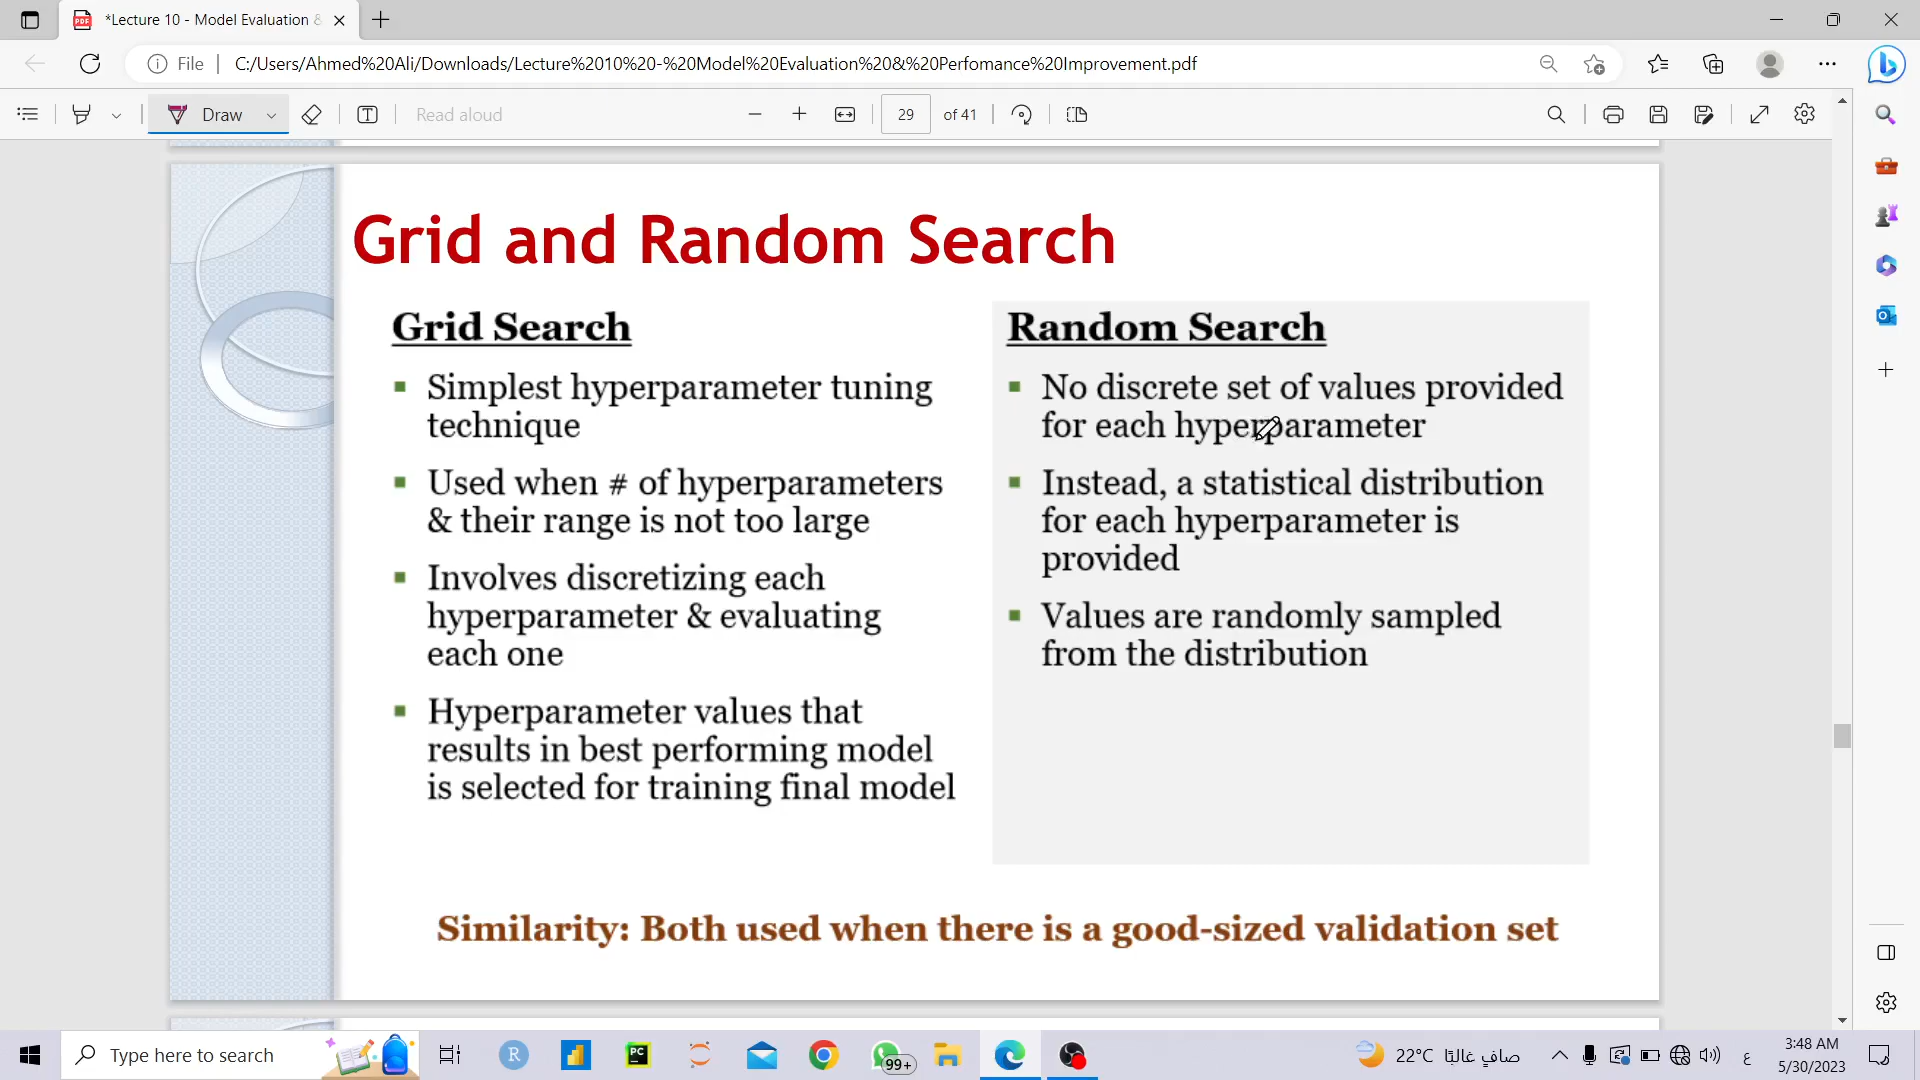 *Lecture 10 - Model Evaluation &
File
C:/Users/Ahmed%20Ali/Downloads/Lecture%2010%20-%20Model%20Evaluation%20&%20Perfomance%20Improvement.pdf
Draw
Read aloud
29
of 41
Grid and Random Search
Grid Search
Simplest hyperparameter tuning
technique
Used when # of hyperparameters
& their range is not too large
Involves discretizing each
hyperparameter & evaluating
each one
Hyperparameter values that
results in best performing model
is selected for training final model
Random Search
No discrete set of values provided
for each hyperparameter
Instead, a statistical distribution
for each hyperparameter is
provided
Values are randomly sampled
from the distribution
Similarity: Both used when there is a good-sized validation set
Type here to search
R
PC
99+
22°C صافٍ غالبًا
ع
3:48 AM
5/30/2023